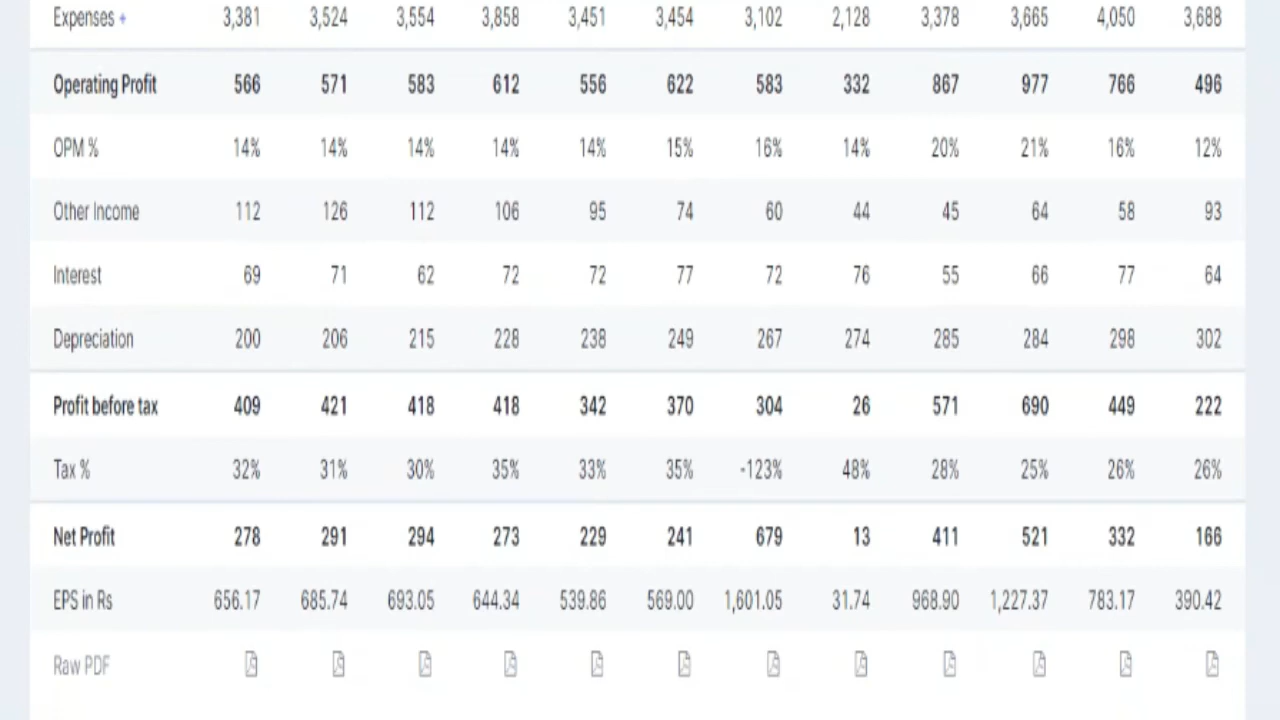 Expenses + 3,381 3,524 3,554 3,858 3,451 3,454 3,102 2,128 3,378 3,665 4,050 3,688
Operating Profit 566 571 583 612 556 622 583 332 867 977 766 496
OPM % 14% 14% 14% 14% 14% 15% 16% 14% 20% 21% 16% 12%
Other Income 112 126 112 106 95 74 60 44 45 64 58 93
Interest 69 71 62 72 72 77 72 76 55 66 77 64
Depreciation 200 206 215 228 238 249 267 274 285 284 298 302
Profit before tax 409 421 418 418 342 370 304 26 571 690 449 222
Tax % 32% 31% 30% 35% 33% 35% -123% 48% 28% 25% 26% 26%
Net Profit 278 291 294 273 229 241 679 13 411 521 332 166
EPS in Rs 656.17 685.74 693.05 644.34 539.86 569.00 1,601.05 31.74 968.90 1,227.37 783.17 390.42
Raw PDF